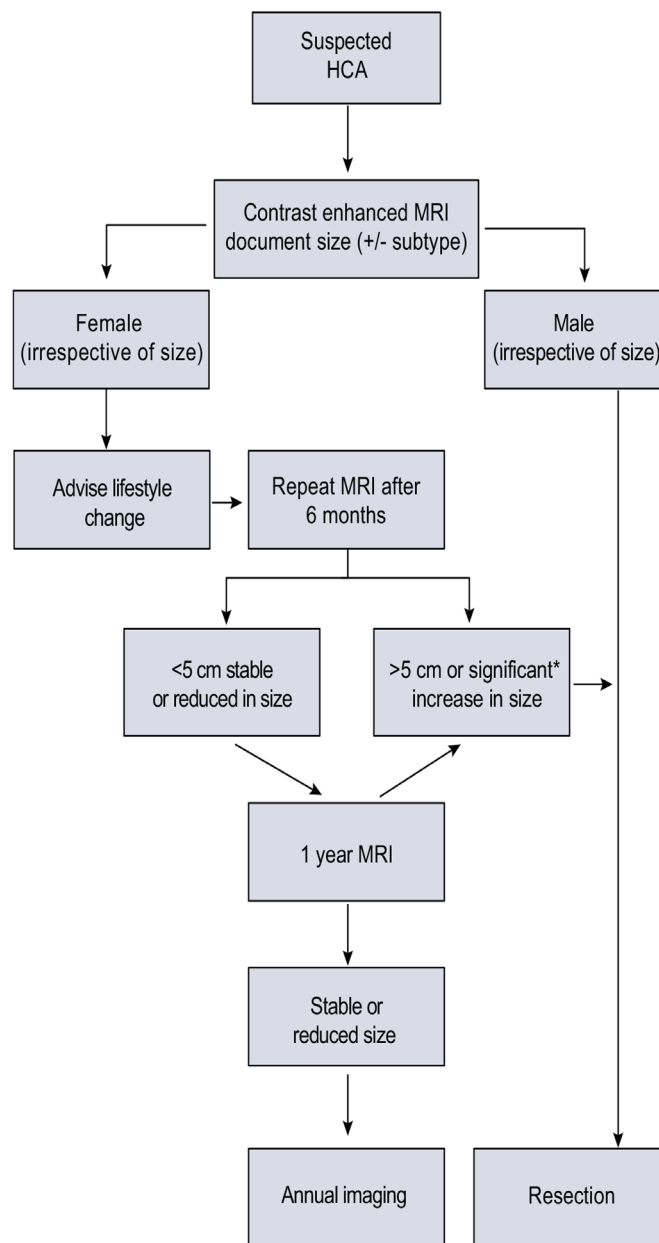 Suspected
HCA
Contrast enhanced MRI
document size (+/- subtype)
Female
(irrespective of size)
Male
(irrespective of size)
Advise lifestyle
change
Repeat MRI after
6 months
<5 cm stable
or reduced in size
>5 cm or significant*
increase in size
1 year MRI
Stable or
reduced size
Annual imaging
Resection